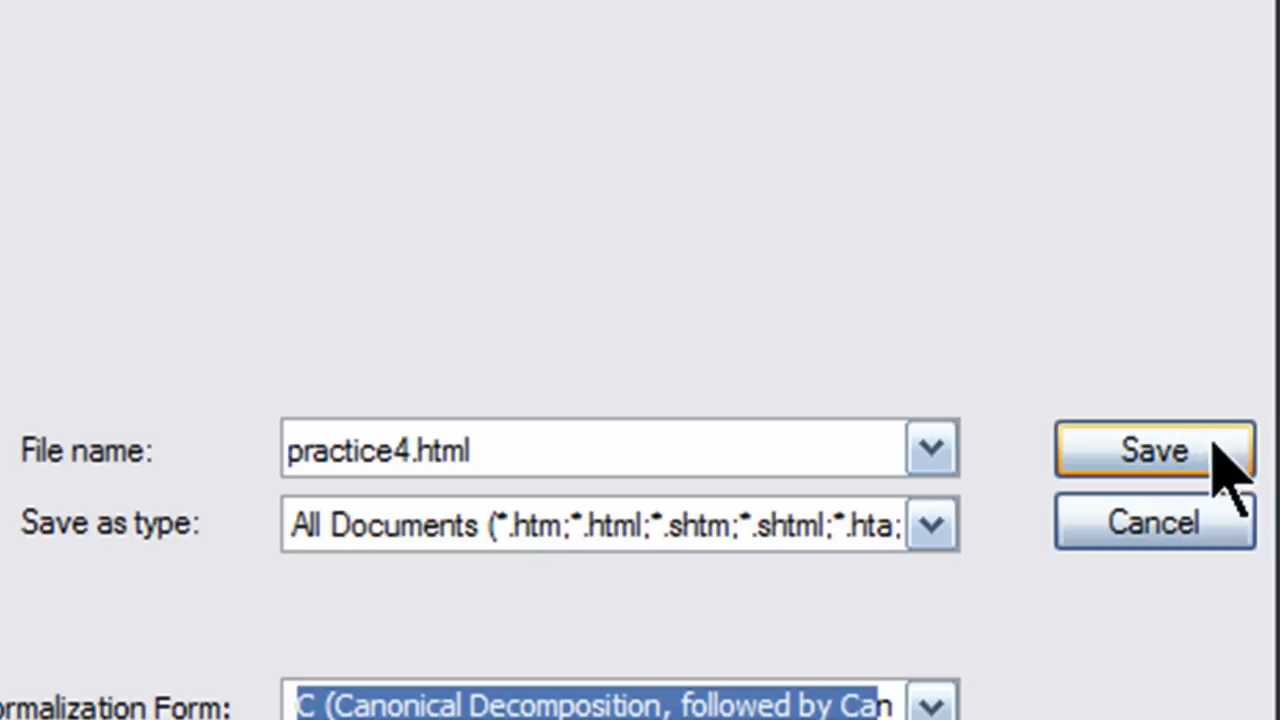 File name:
practice4.html
Save
Save as type:
All Documents (*.htm;*.html;*.shtm;*.shtml;*.hta;
Cancel
ormalization Form:
C (Canonical Decomposition, followed by Can